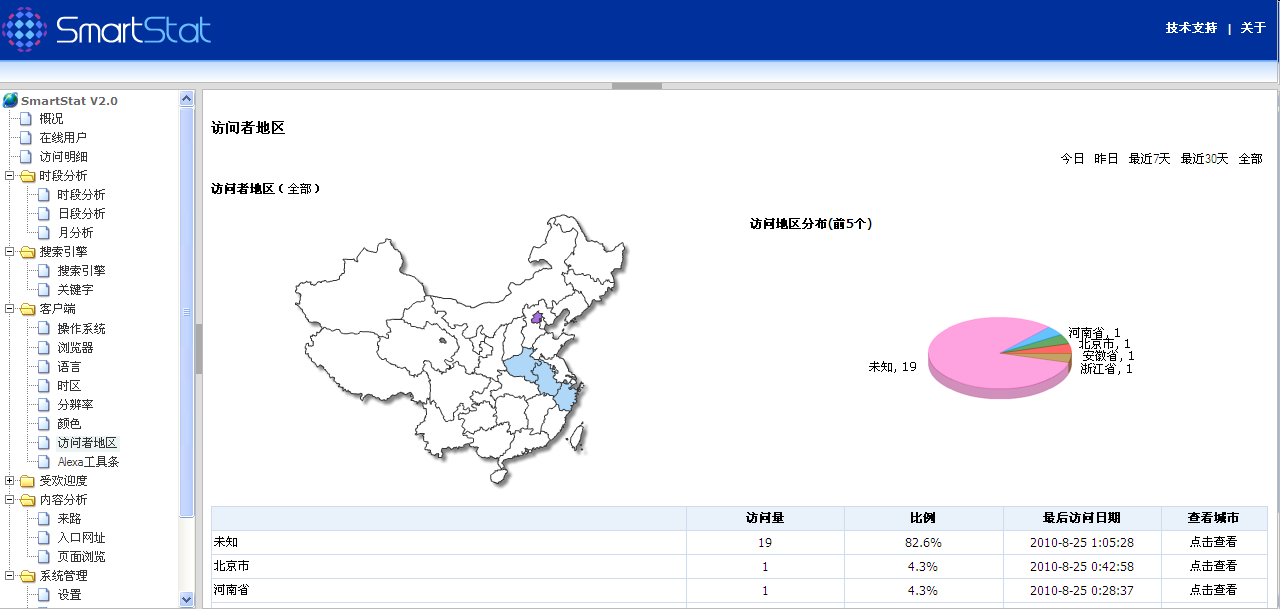 SmartStat
技术支持 | 关于
SmartStat V2.0
概况
在线用户
访问明细
时段分析
时段分析
日段分析
月分析
搜索引擎
搜索引擎
关键字
客户端
操作系统
浏览器
语言
时区
分辨率
颜色
访问者地区
Alexa工具条
受欢迎度
内容分析
来路
入口网址
页面浏览
系统管理
设置
访问者地区
今日 昨日 最近7天 最近30天 全部
访问者地区 ( 全部 )
访问地区分布(前5个)
河南省, 1
北京市, 1
安徽省, 1
浙江省, 1
未知, 19
访问量 比例 最后访问日期 查看城市
未知 19 82.6% 2010-8-25 1:05:28 点击查看
北京市 1 4.3% 2010-8-25 0:42:58 点击查看
河南省 1 4.3% 2010-8-25 0:28:37 点击查看